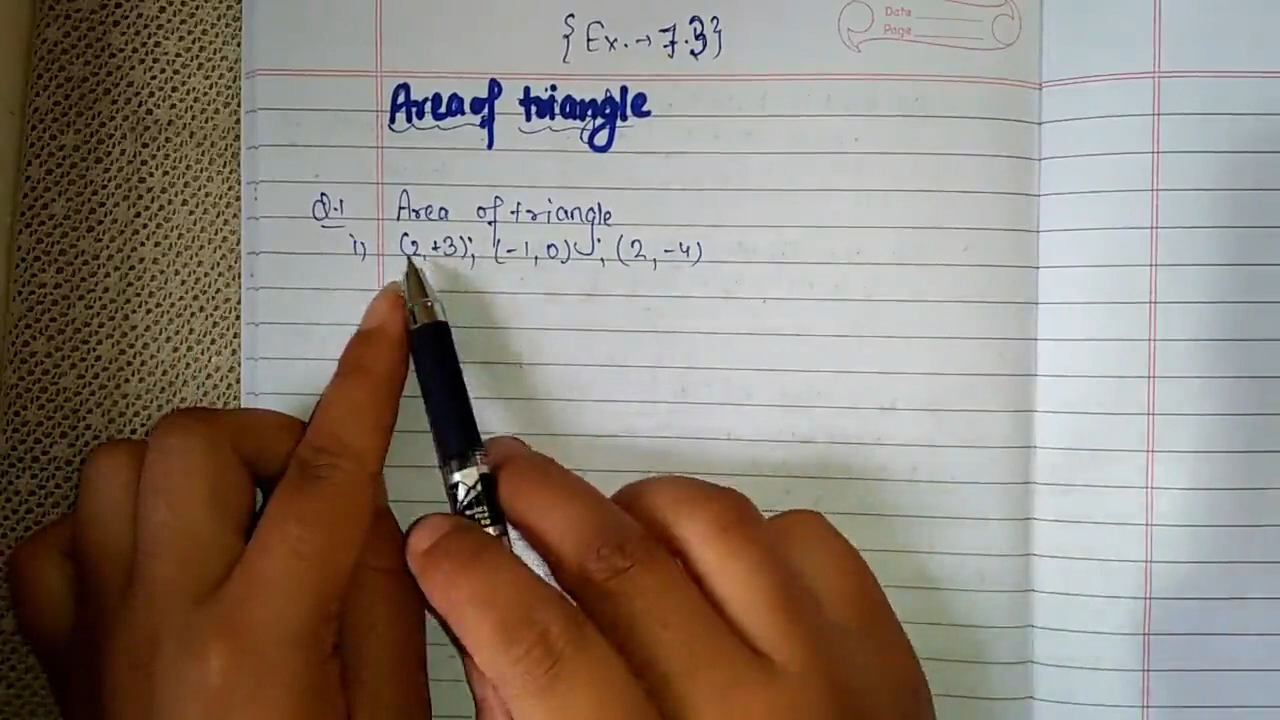 Date
Page
{Ex. → 7.3}
Area of triangle
Q.1 Area of triangle
i) (2,+3); (-1,0); (2,-4)